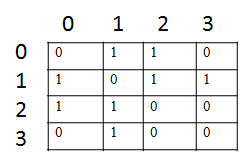 0 1 2 3
0 0 1 1 0
1 1 0 1 1
2 1 1 0 0
3 0 1 0 0